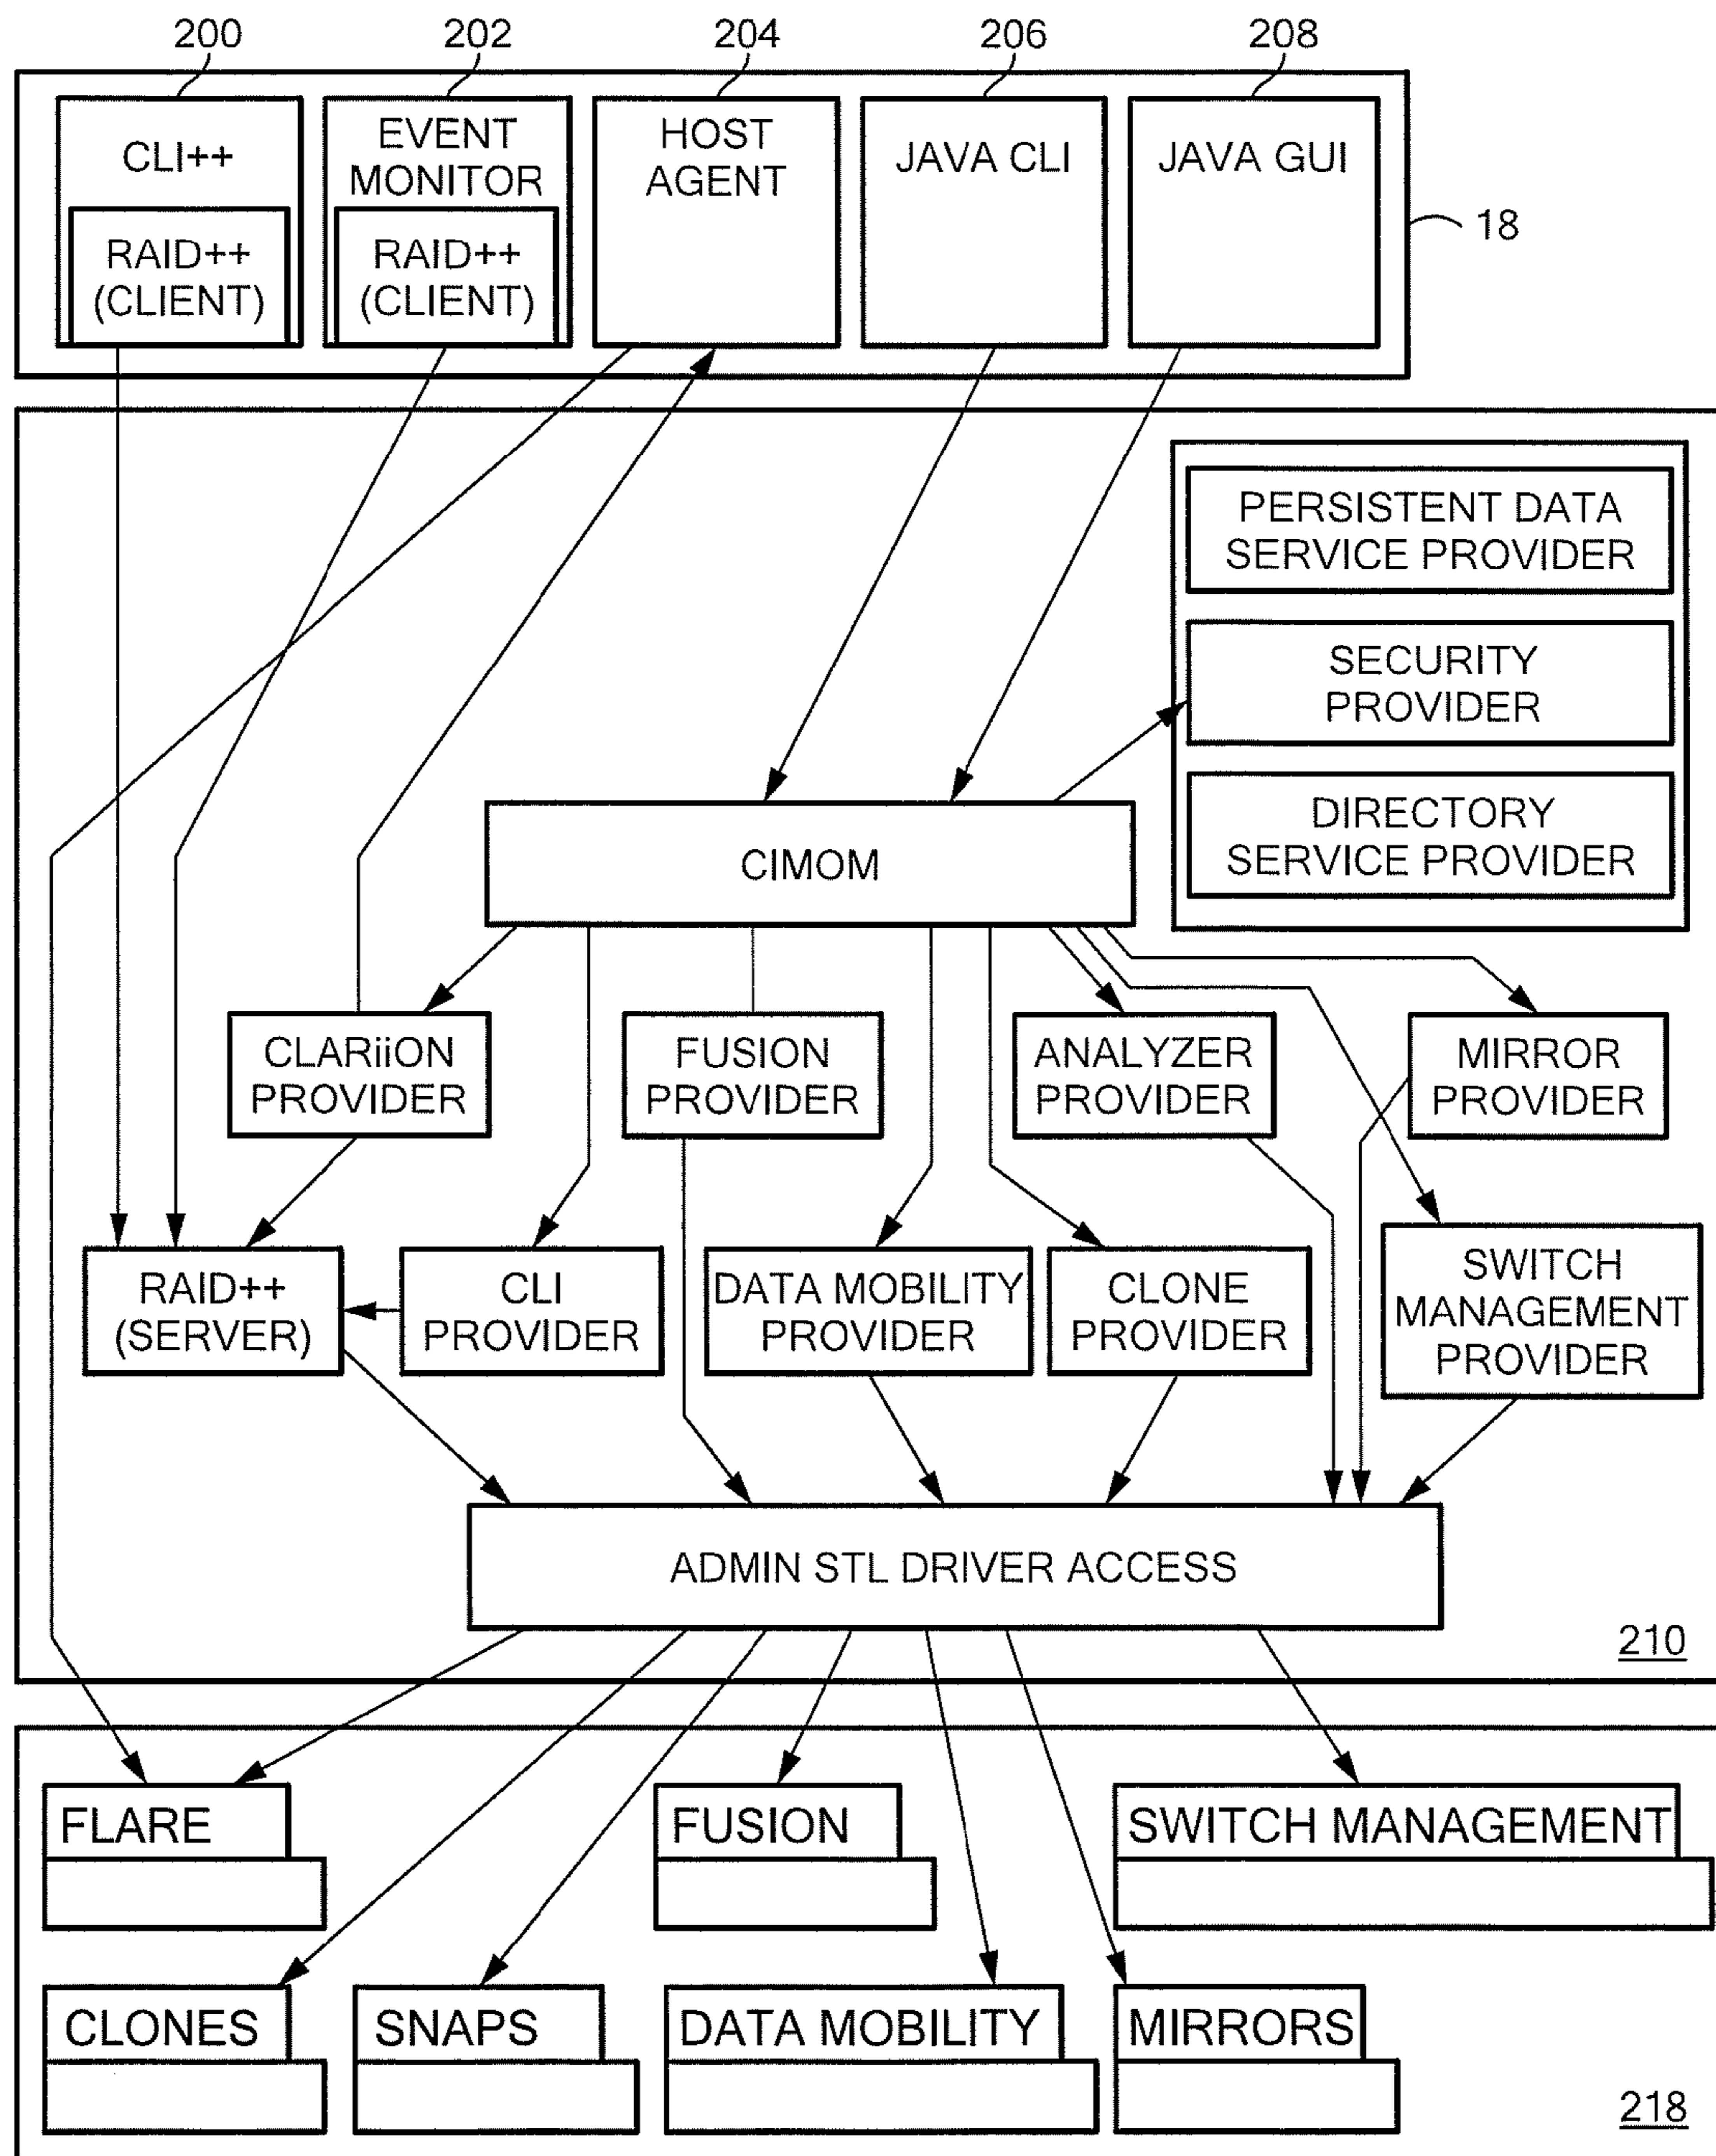 200
202
204
206
208
CLI++
RAID++
(CLIENT)
EVENT
MONITOR
RAID++
(CLIENT)
HOST
AGENT
JAVA CLI
JAVA GUI
18
PERSISTENT DATA
SERVICE PROVIDER
SECURITY
PROVIDER
DIRECTORY
SERVICE PROVIDER
CIMOM
CLARiiON
PROVIDER
FUSION
PROVIDER
ANALYZER
PROVIDER
MIRROR
PROVIDER
RAID++
(SERVER)
CLI
PROVIDER
DATA MOBILITY
PROVIDER
CLONE
PROVIDER
SWITCH
MANAGEMENT
PROVIDER
ADMIN STL DRIVER ACCESS
210
FLARE
FUSION
SWITCH MANAGEMENT
CLONES
SNAPS
DATA MOBILITY
MIRRORS
218